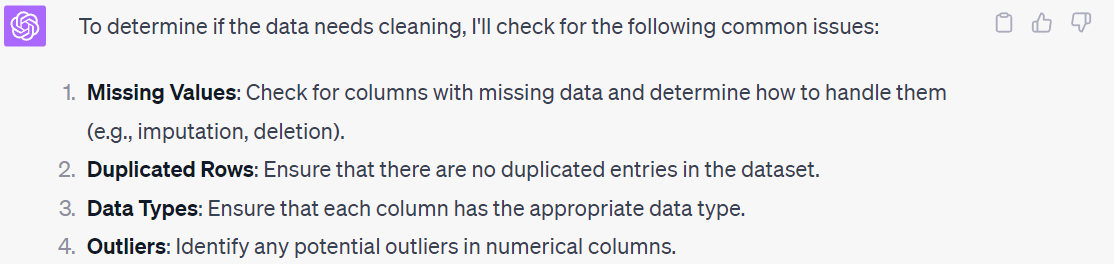 To determine if the data needs cleaning, I'll check for the following common issues:
1. Missing Values: Check for columns with missing data and determine how to handle them
(e.g., imputation, deletion).
2. Duplicated Rows: Ensure that there are no duplicated entries in the dataset.
3. Data Types: Ensure that each column has the appropriate data type.
4. Outliers: Identify any potential outliers in numerical columns.